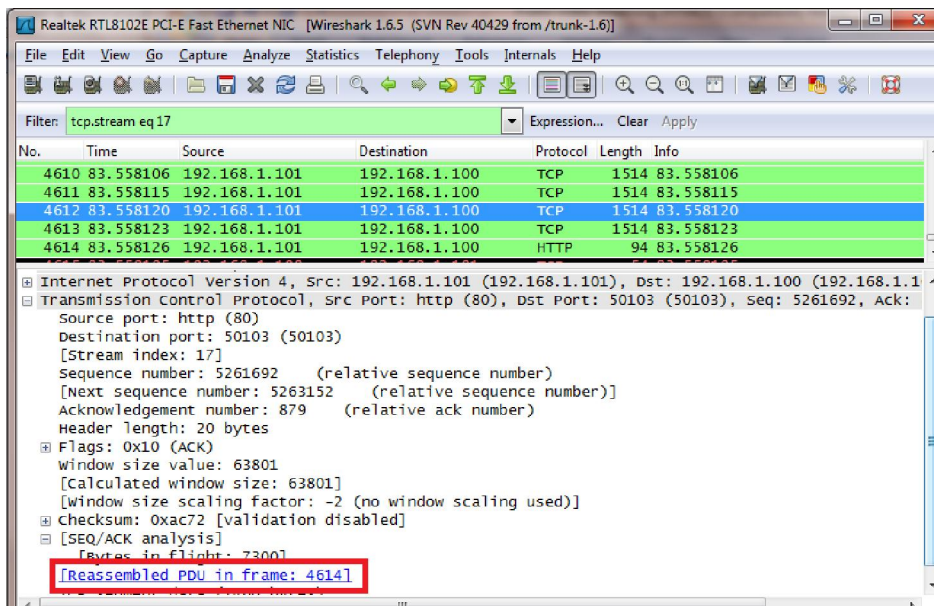 Realtek RTL8102E PCI-E Fast Ethernet NIC [Wireshark 1.6.5 (SVN Rev 40429 from /trunk-1.6)]
File Edit View Go Capture Analyze Statistics Telephony Tools Internals Help
Filter: tcp.stream eq 17 Expression... Clear Apply
No. Time Source Destination Protocol Length Info
4610 83.558106 192.168.1.101 192.168.1.100 TCP 1514 83.558106
4611 83.558115 192.168.1.101 192.168.1.100 TCP 1514 83.558115
4612 83.558120 192.168.1.101 192.168.1.100 TCP 1514 83.558120
4613 83.558123 192.168.1.101 192.168.1.100 TCP 1514 83.558123
4614 83.558126 192.168.1.101 192.168.1.100 HTTP 94 83.558126
Internet Protocol Version 4, Src: 192.168.1.101 (192.168.1.101), Dst: 192.168.1.100 (192.168.1.1
Transmission Control Protocol, Src Port: http (80), Dst Port: 50103 (50103), Seq: 5261692, Ack:
Source port: http (80)
Destination port: 50103 (50103)
[Stream index: 17]
Sequence number: 5261692 (relative sequence number)
[Next sequence number: 5263152 (relative sequence number)]
Acknowledgement number: 879 (relative ack number)
Header length: 20 bytes
Flags: 0x10 (ACK)
Window size value: 63801
[Calculated window size: 63801]
[Window size scaling factor: -2 (no window scaling used)]
Checksum: 0xac72 [validation disabled]
[SEQ/ACK analysis]
[Bytes in flight: 7300]
[Reassembled PDU in frame: 4614]